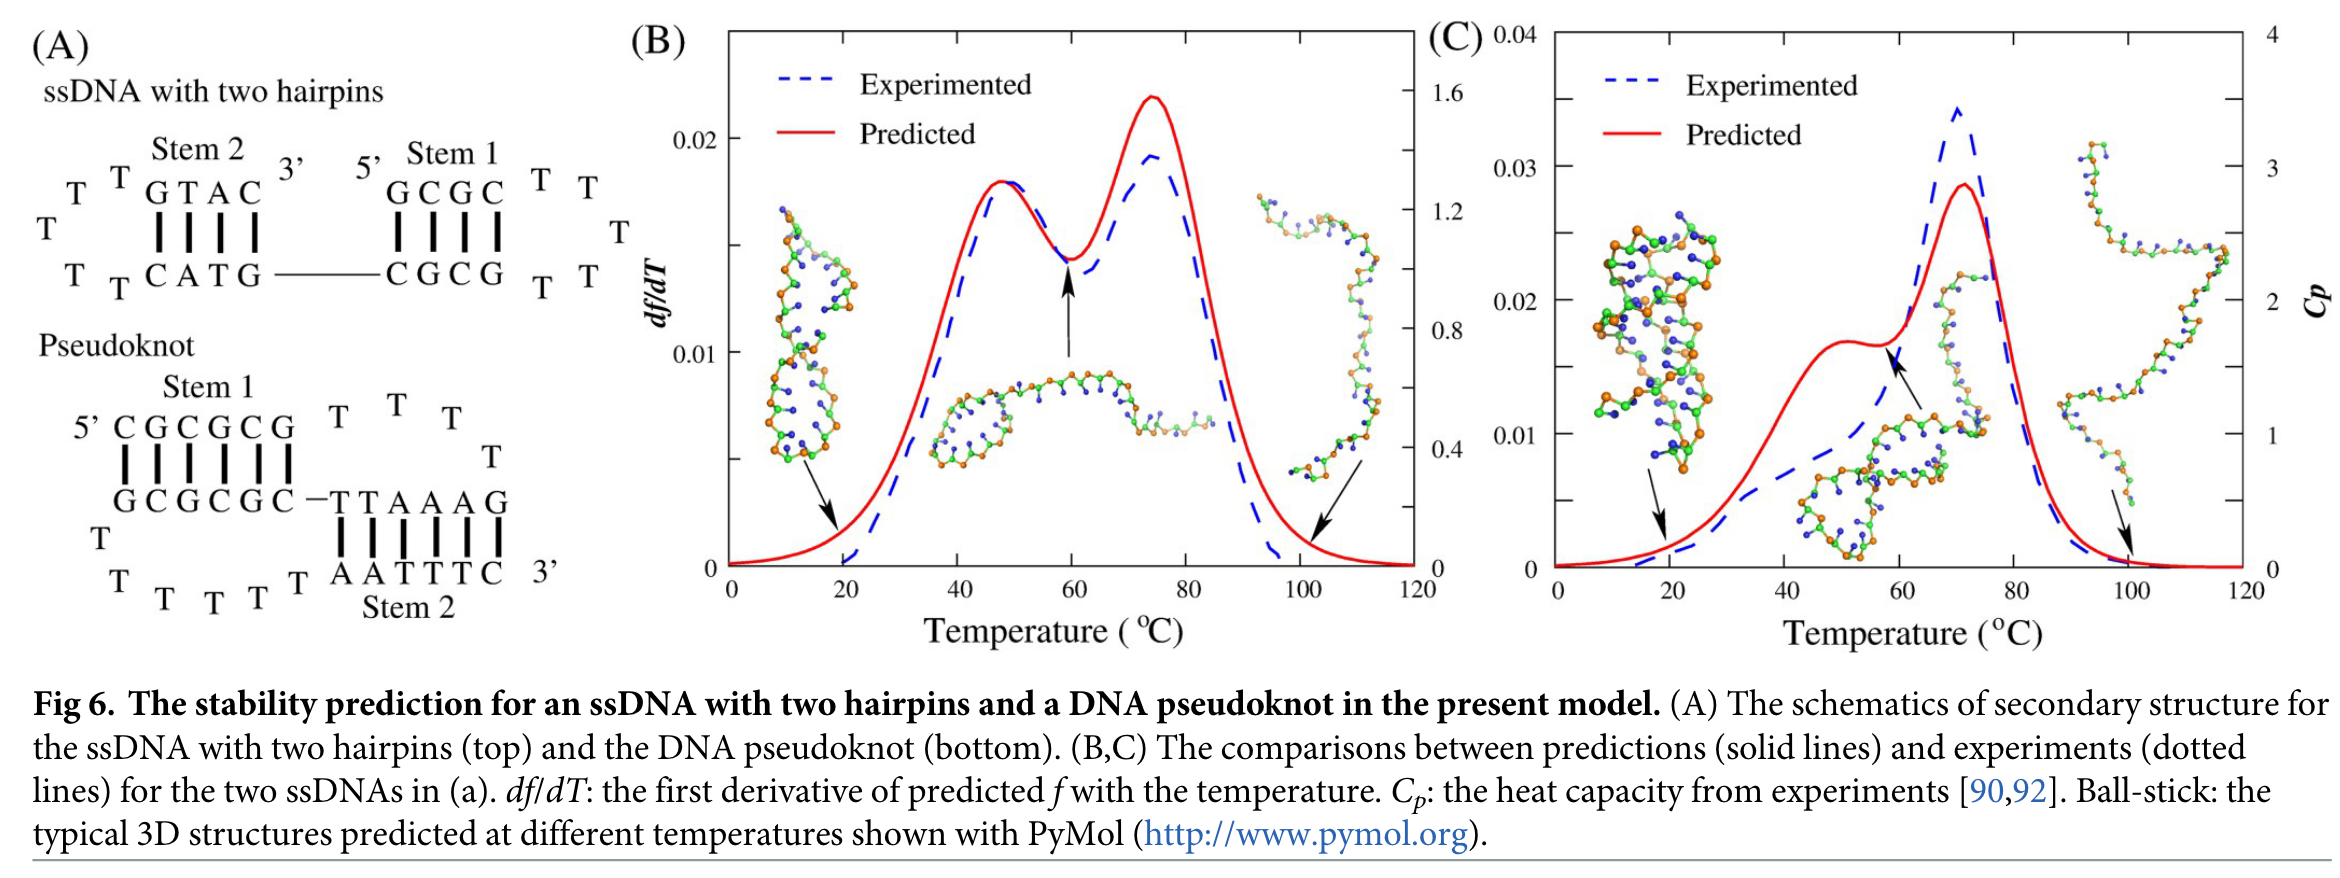 (A)
ssDNA with two hairpins
Stem 2 3’ 5’ Stem 1
T T G T A C G C G C T T
T T
T T C A T G C G C G T T
Pseudoknot
Stem 1
5’ C G C G C G T T T
T
G C G C G C T T A A A G
T
T T T T T A A T T T C 3’
Stem 2
(B)
Experimented
Predicted
df/dT
0.02
0.01
0
1.6
1.2
0.8
0.4
0
0 20 40 60 80 100 120
Temperature ( °C)
(C)
Experimented
Predicted
0.04
0.03
0.02
0.01
0
4
3
2
1
0
Cp
0 20 40 60 80 100 120
Temperature (°C)
Fig 6. The stability prediction for an ssDNA with two hairpins and a DNA pseudoknot in the present model. (A) The schematics of secondary structure for
the ssDNA with two hairpins (top) and the DNA pseudoknot (bottom). (B,C) The comparisons between predictions (solid lines) and experiments (dotted
lines) for the two ssDNAs in (a). df/dT: the first derivative of predicted f with the temperature. Cp: the heat capacity from experiments [90,92]. Ball-stick: the
typical 3D structures predicted at different temperatures shown with PyMol (http://www.pymol.org).